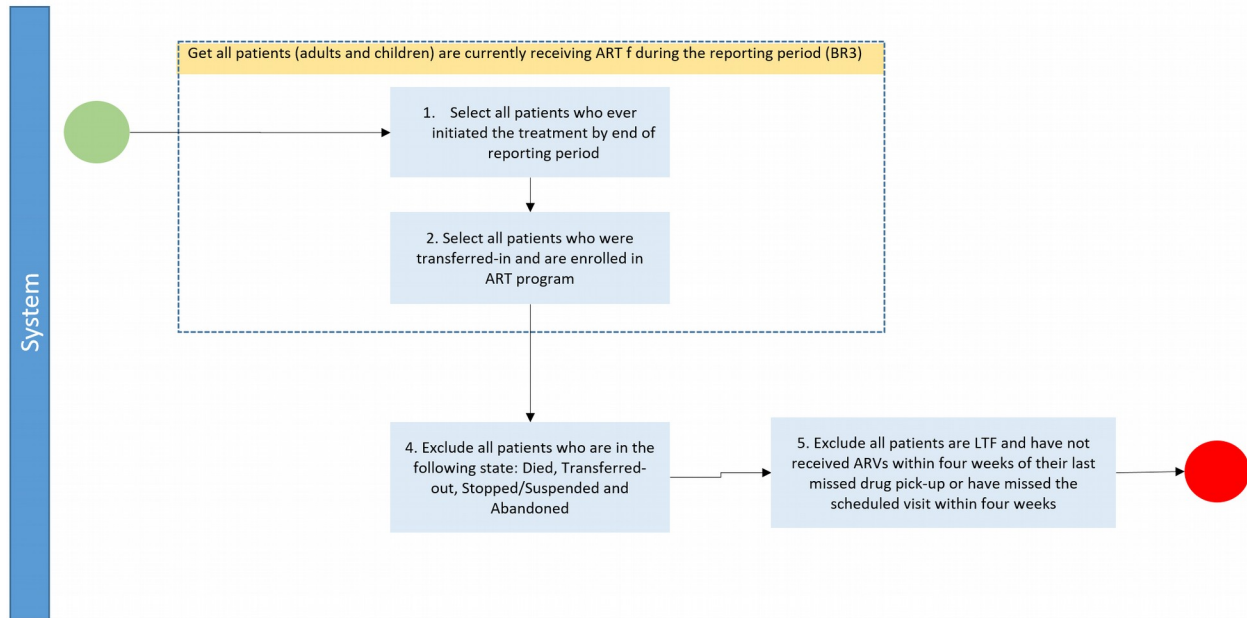 System
Get all patients (adults and children) are currently receiving ART f during the reporting period (BR3)
1. Select all patients who ever
initiated the treatment by end of
reporting period
2. Select all patients who were
transferred-in and are enrolled in
ART program
4. Exclude all patients who are in the
following state: Died, Transferred-
out, Stopped/Suspended and
Abandoned
5. Exclude all patients are LTF and have not
received ARVs within four weeks of their last
missed drug pick-up or have missed the
scheduled visit within four weeks